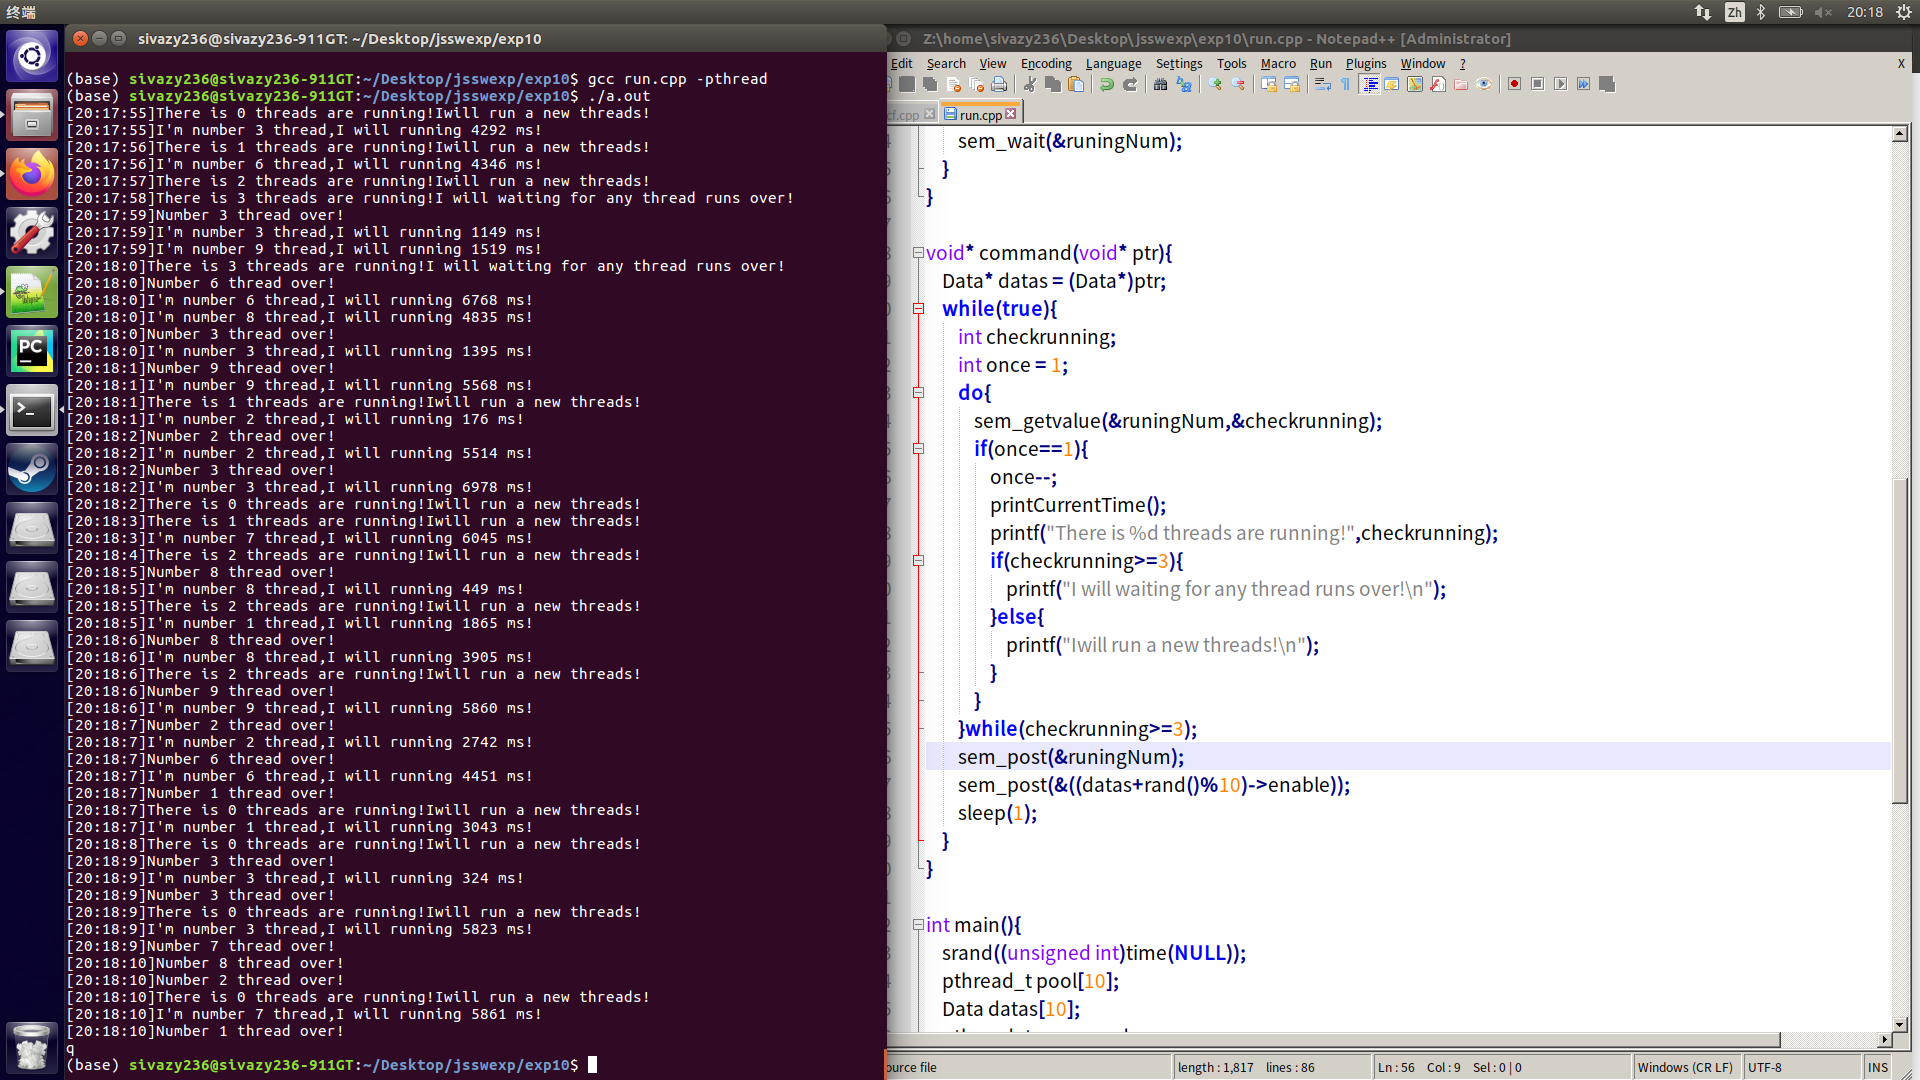 终端
Zh
20:18
sivazy236@sivazy236-911GT: ~/Desktop/jsswexp/exp10
(base) sivazy236@sivazy236-911GT:~/Desktop/jsswexp/exp10$ gcc run.cpp -pthread
(base) sivazy236@sivazy236-911GT:~/Desktop/jsswexp/exp10$ ./a.out
[20:17:55]There is 0 threads are running!Iwill run a new threads!
[20:17:55]I'm number 3 thread,I will running 4292 ms!
[20:17:56]There is 1 threads are running!Iwill run a new threads!
[20:17:56]I'm number 6 thread,I will running 4346 ms!
[20:17:57]There is 2 threads are running!Iwill run a new threads!
[20:17:58]There is 3 threads are running!I will waiting for any thread runs over!
[20:17:59]Number 3 thread over!
[20:17:59]I'm number 3 thread,I will running 1149 ms!
[20:17:59]I'm number 9 thread,I will running 1519 ms!
[20:18:0]There is 3 threads are running!I will waiting for any thread runs over!
[20:18:0]Number 6 thread over!
[20:18:0]I'm number 6 thread,I will running 6768 ms!
[20:18:0]I'm number 8 thread,I will running 4835 ms!
[20:18:0]Number 3 thread over!
[20:18:0]I'm number 3 thread,I will running 1395 ms!
[20:18:1]Number 9 thread over!
[20:18:1]I'm number 9 thread,I will running 5568 ms!
[20:18:1]There is 1 threads are running!Iwill run a new threads!
[20:18:1]I'm number 2 thread,I will running 176 ms!
[20:18:2]Number 2 thread over!
[20:18:2]I'm number 2 thread,I will running 5514 ms!
[20:18:2]Number 3 thread over!
[20:18:2]I'm number 3 thread,I will running 6978 ms!
[20:18:2]There is 0 threads are running!Iwill run a new threads!
[20:18:3]There is 1 threads are running!Iwill run a new threads!
[20:18:3]I'm number 7 thread,I will running 6045 ms!
[20:18:4]There is 2 threads are running!Iwill run a new threads!
[20:18:5]Number 8 thread over!
[20:18:5]I'm number 8 thread,I will running 449 ms!
[20:18:5]There is 2 threads are running!Iwill run a new threads!
[20:18:5]I'm number 1 thread,I will running 1865 ms!
[20:18:6]Number 8 thread over!
[20:18:6]I'm number 8 thread,I will running 3905 ms!
[20:18:6]There is 2 threads are running!Iwill run a new threads!
[20:18:6]Number 9 thread over!
[20:18:6]I'm number 9 thread,I will running 5860 ms!
[20:18:7]Number 2 thread over!
[20:18:7]I'm number 2 thread,I will running 2742 ms!
[20:18:7]Number 6 thread over!
[20:18:7]I'm number 6 thread,I will running 4451 ms!
[20:18:7]Number 1 thread over!
[20:18:7]There is 0 threads are running!Iwill run a new threads!
[20:18:7]I'm number 1 thread,I will running 3043 ms!
[20:18:8]There is 0 threads are running!Iwill run a new threads!
[20:18:9]Number 3 thread over!
[20:18:9]I'm number 3 thread,I will running 324 ms!
[20:18:9]Number 3 thread over!
[20:18:9]There is 0 threads are running!Iwill run a new threads!
[20:18:9]I'm number 3 thread,I will running 5823 ms!
[20:18:9]Number 7 thread over!
[20:18:10]Number 8 thread over!
[20:18:10]Number 2 thread over!
[20:18:10]There is 0 threads are running!Iwill run a new threads!
[20:18:10]I'm number 7 thread,I will running 5861 ms!
[20:18:10]Number 1 thread over!
q
(base) sivazy236@sivazy236-911GT:~/Desktop/jsswexp/exp10$
PC
Z:\home\sivazy236\Desktop\jsswexp\exp10\run.cpp - Notepad++ [Administrator]
Edit Search View Encoding Language Settings Tools Macro Run Plugins Window ? X
cf.cpp run.cpp
sem_wait(&runingNum);
}
}
void* command(void* ptr){
Data* datas = (Data*)ptr;
while(true){
int checkrunning;
int once = 1;
do{
sem_getvalue(&runingNum,&checkrunning);
if(once==1){
once--;
printCurrentTime();
printf("There is %d threads are running!",checkrunning);
if(checkrunning>=3){
printf("I will waiting for any thread runs over!\n");
}else{
printf("Iwill run a new threads!\n");
}
}
}while(checkrunning>=3);
sem_post(&runingNum);
sem_post(&((datas+rand()%10)->enable));
sleep(1);
}
}
int main(){
srand((unsigned int)time(NULL));
pthread_t pool[10];
Data datas[10];
ource file length : 1,817 lines : 86 Ln : 56 Col : 9 Sel : 0 | 0 Windows (CR LF) UTF-8 INS